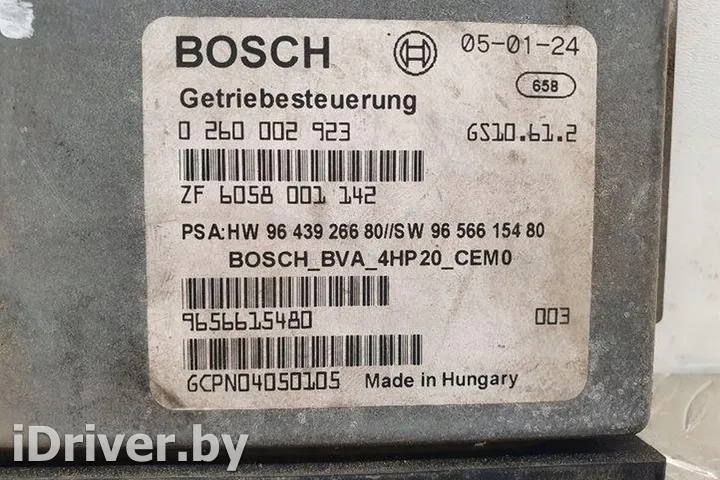 BOSCH 05-01-24
658
Getriebesteuerung
0 260 002 923 GS10.61.2
ZF 6058 001 142
PSA:HW 96 439 266 80//SW 96 566 154 80
BOSCH_BVA_4HP20_CEM0
9656615480 003
GCPN04050105 Made in Hungary
iDriver.by